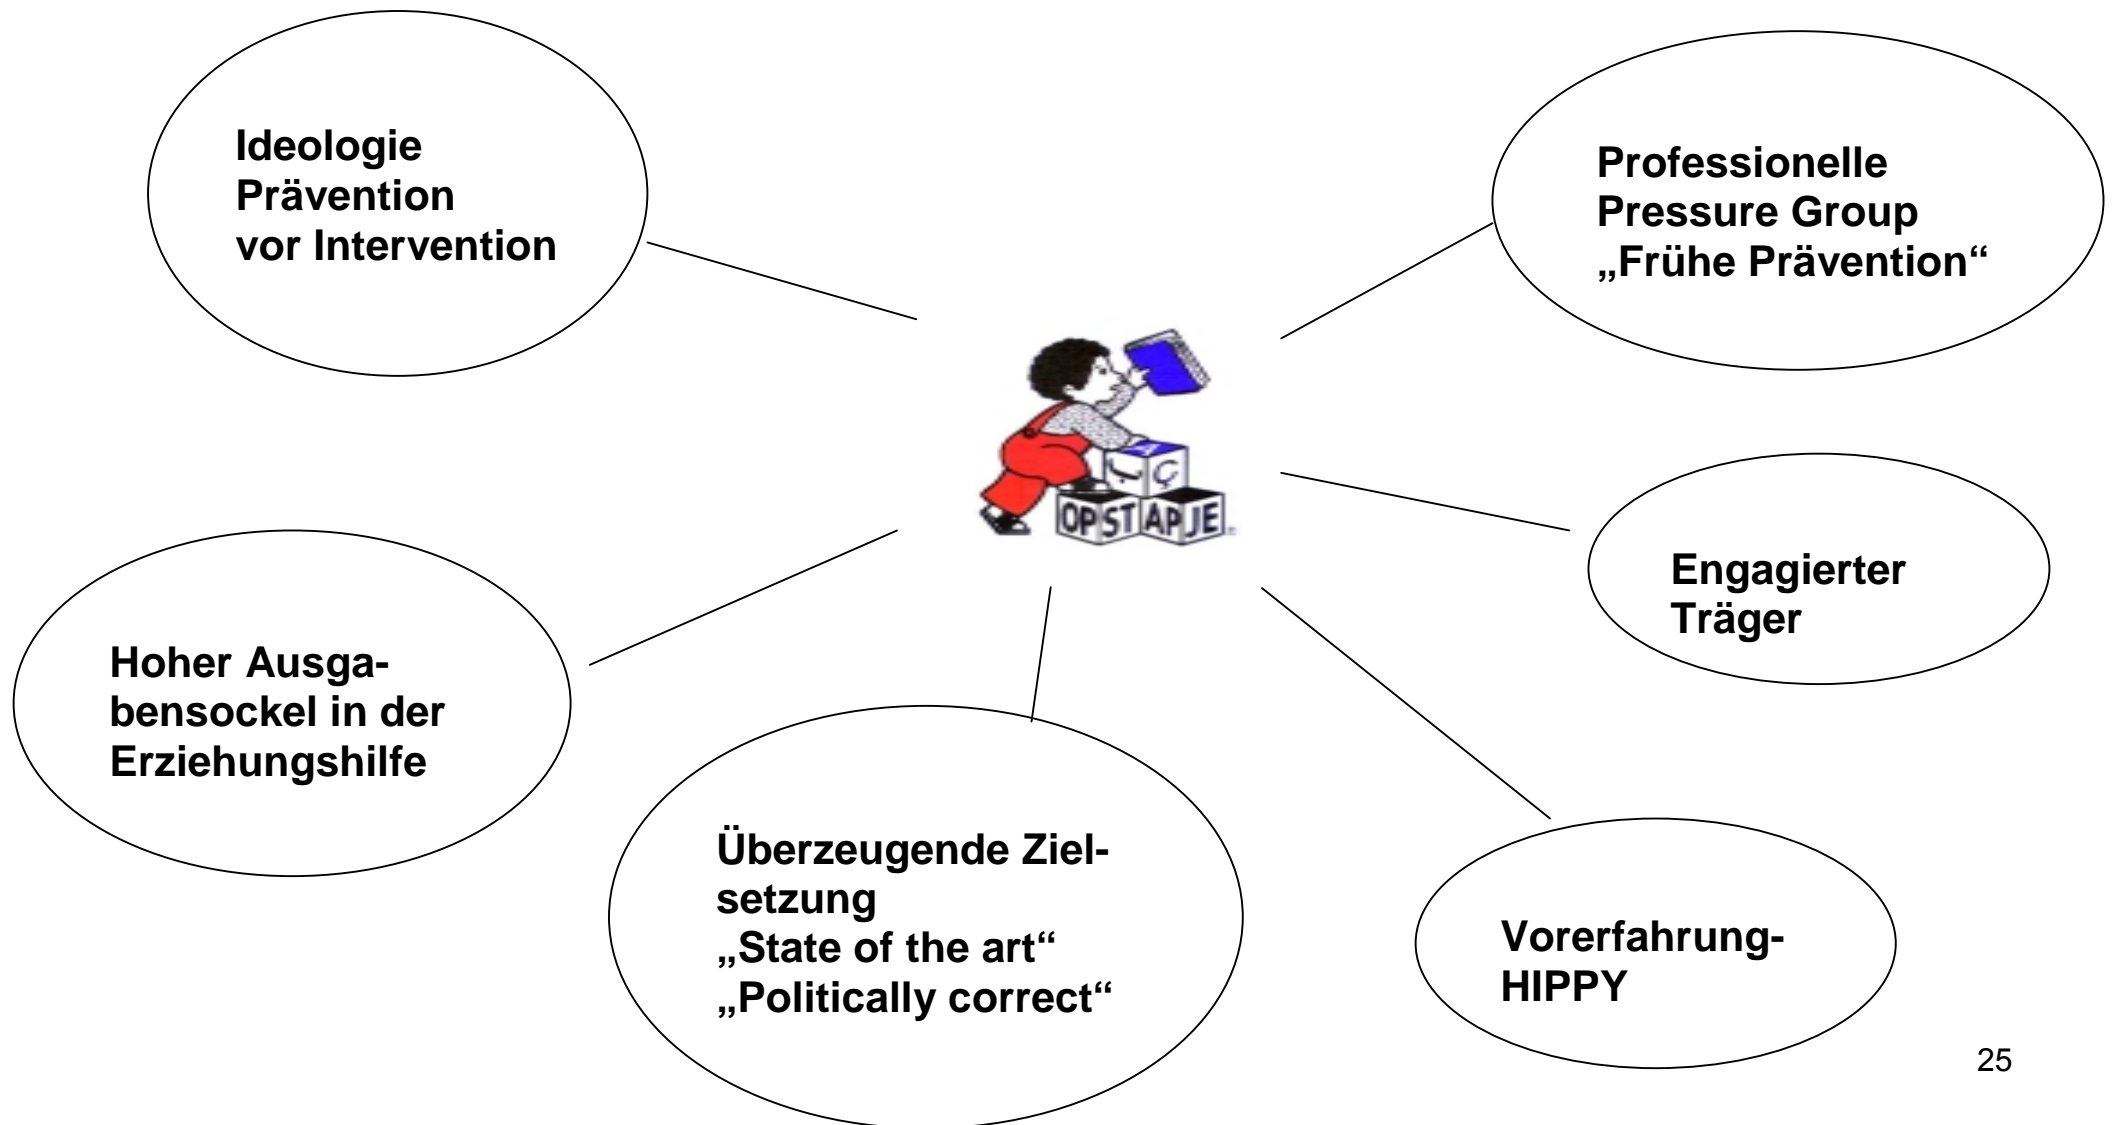 Ideologie
Prävention
vor Intervention
Professionelle
Pressure Group
„Frühe Prävention“
OPSTAPJE
Engagierter
Träger
Hoher Ausga-
bensockel in der
Erziehungshilfe
Überzeugende Ziel-
setzung
„State of the art“
„Politically correct“
Vorerfahrung-
HIPPY
25